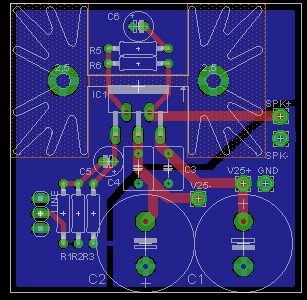 C6
R5
R6
2,5
2,5
IC1
SPK+
SPK-
C5
C4
C3
V25+
GND
V25-
LINE
R1R2R3
C2
C1